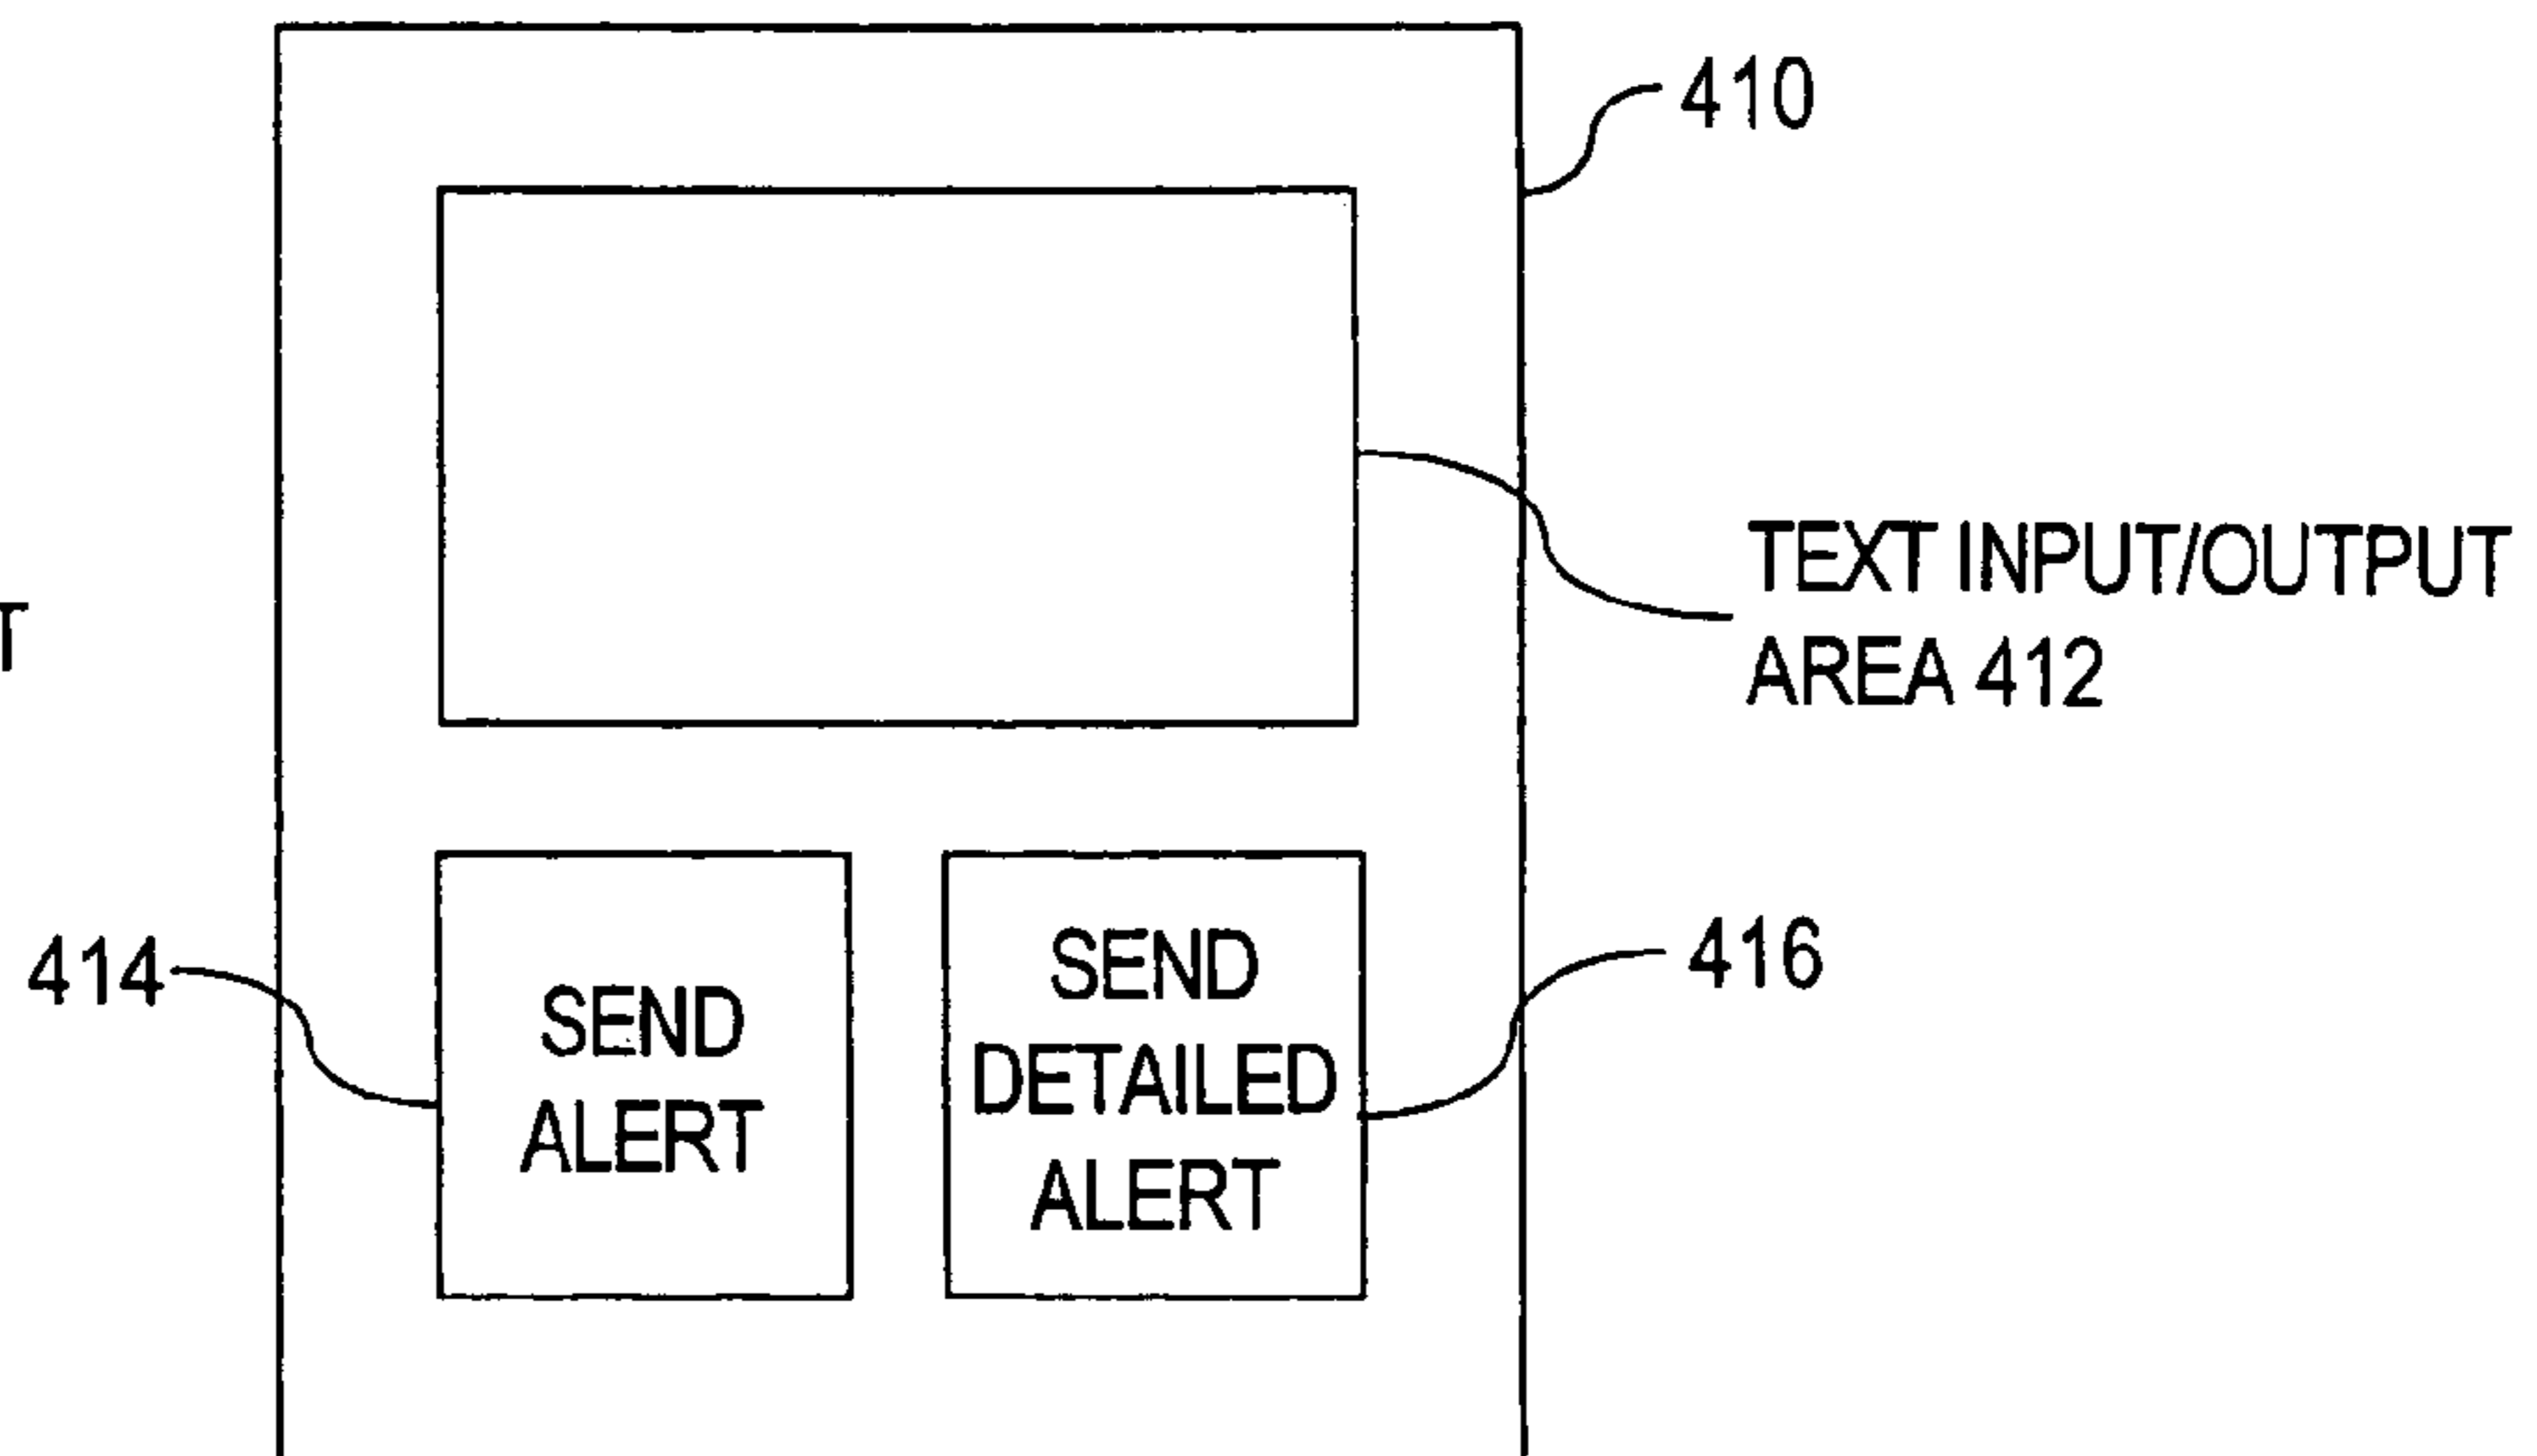 410
TEXT INPUT/OUTPUT
AREA 412
T
414
SEND
ALERT
SEND
DETAILED
ALERT
416